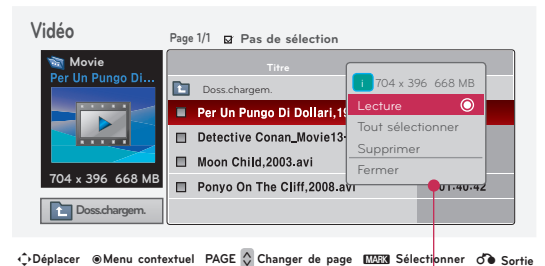 Vidéo
Page 1/1 Pas de sélection
Movie
Per Un Pungo Di...
704 x 396 668 MB
Doss.chargem.
Titre
Doss.chargem.
Per Un Pungo Di Dollari,19
Detective Conan_Movie13-
Moon Child,2003.avi
Ponyo On The Cliff,2008.avi 01:40:42
i 704 x 396 668 MB
Lecture
Tout sélectionner
Supprimer
Fermer
Déplacer Menu contextuel PAGE Changer de page MARK Sélectionner Sortie